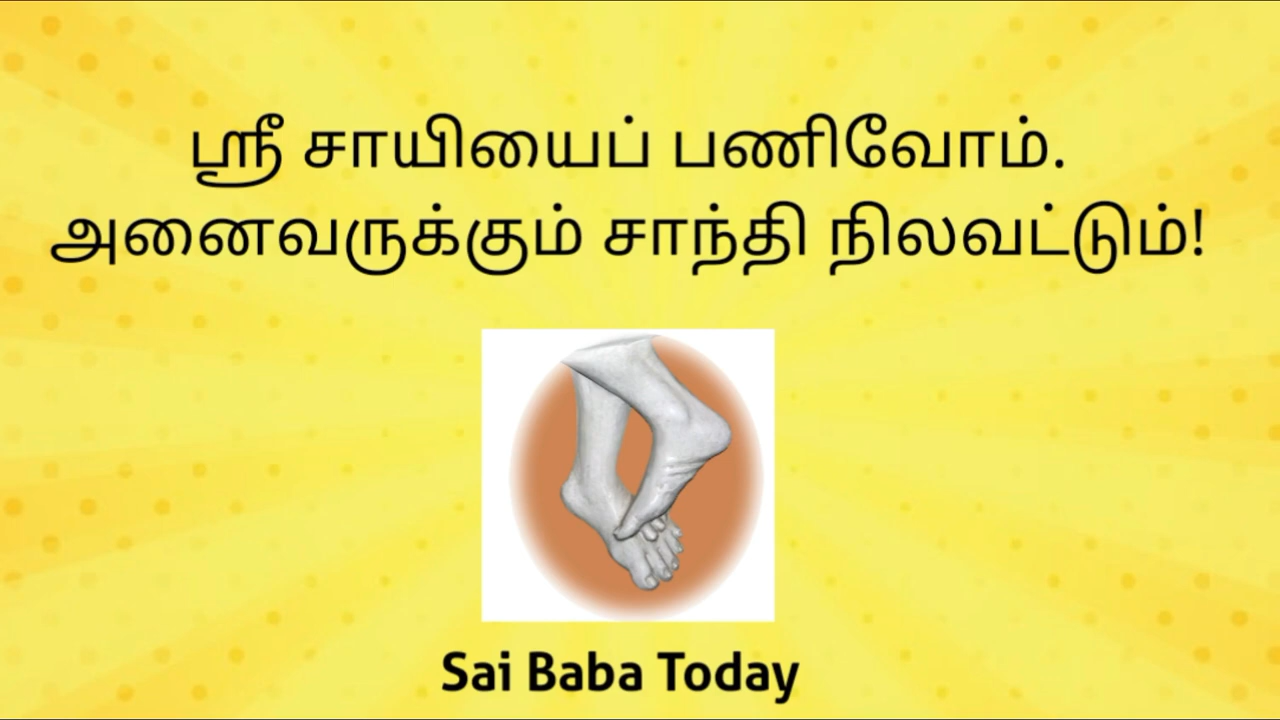 ஸ்ரீ சாயியைப் பணிவோம்.
அனைவருக்கும் சாந்தி நிலவட்டும்!
Sai Baba Today